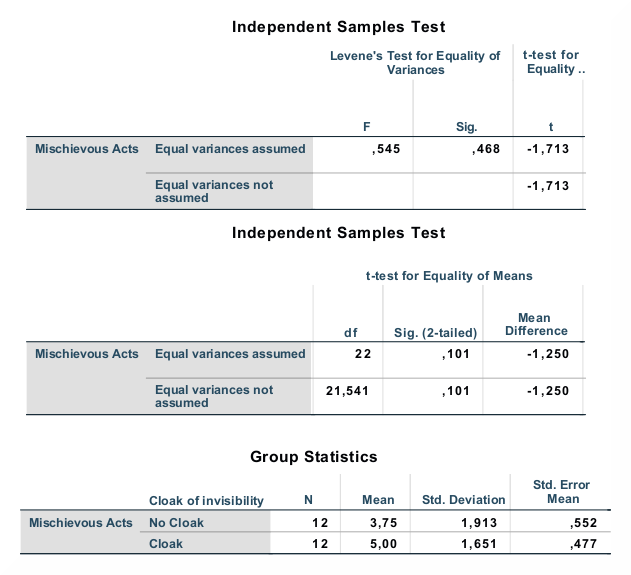 Independent Samples Test
Levene's Test for Equality of Variances t-test for Equality ..
F Sig. t
Mischievous Acts Equal variances assumed ,545 ,468 -1,713
Equal variances not assumed -1,713
Independent Samples Test
t-test for Equality of Means
df Sig. (2-tailed) Mean Difference
Mischievous Acts Equal variances assumed 22 ,101 -1,250
Equal variances not assumed 21,541 ,101 -1,250
Group Statistics
Cloak of invisibility N Mean Std. Deviation Std. Error Mean
Mischievous Acts No Cloak 12 3,75 1,913 ,552
Cloak 12 5,00 1,651 ,477